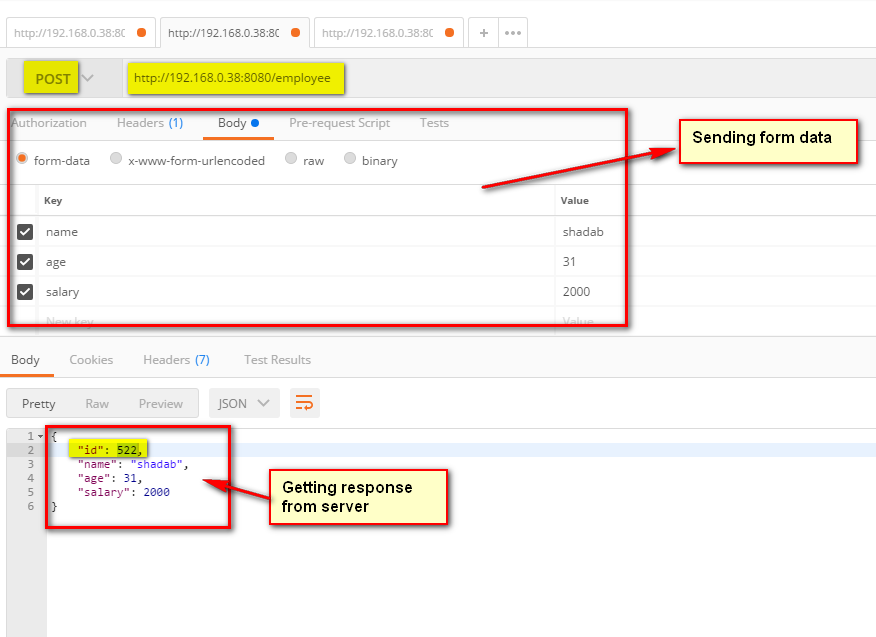 http://192.168.0.38:80 http://192.168.0.38:80 http://192.168.0.38:80
POST http://192.168.0.38:8080/employee
Authorization Headers (1) Body Pre-request Script Tests
Sending form data
form-data x-www-form-urlencoded raw binary
Key Value
name shadab
age 31
salary 2000
New key Value
Body Cookies Headers (7) Test Results
Pretty Raw Preview JSON
1 {
2 "id": 522,
3 "name": "shadab",
4 "age": 31,
5 "salary": 2000
6 }
Getting response
from server